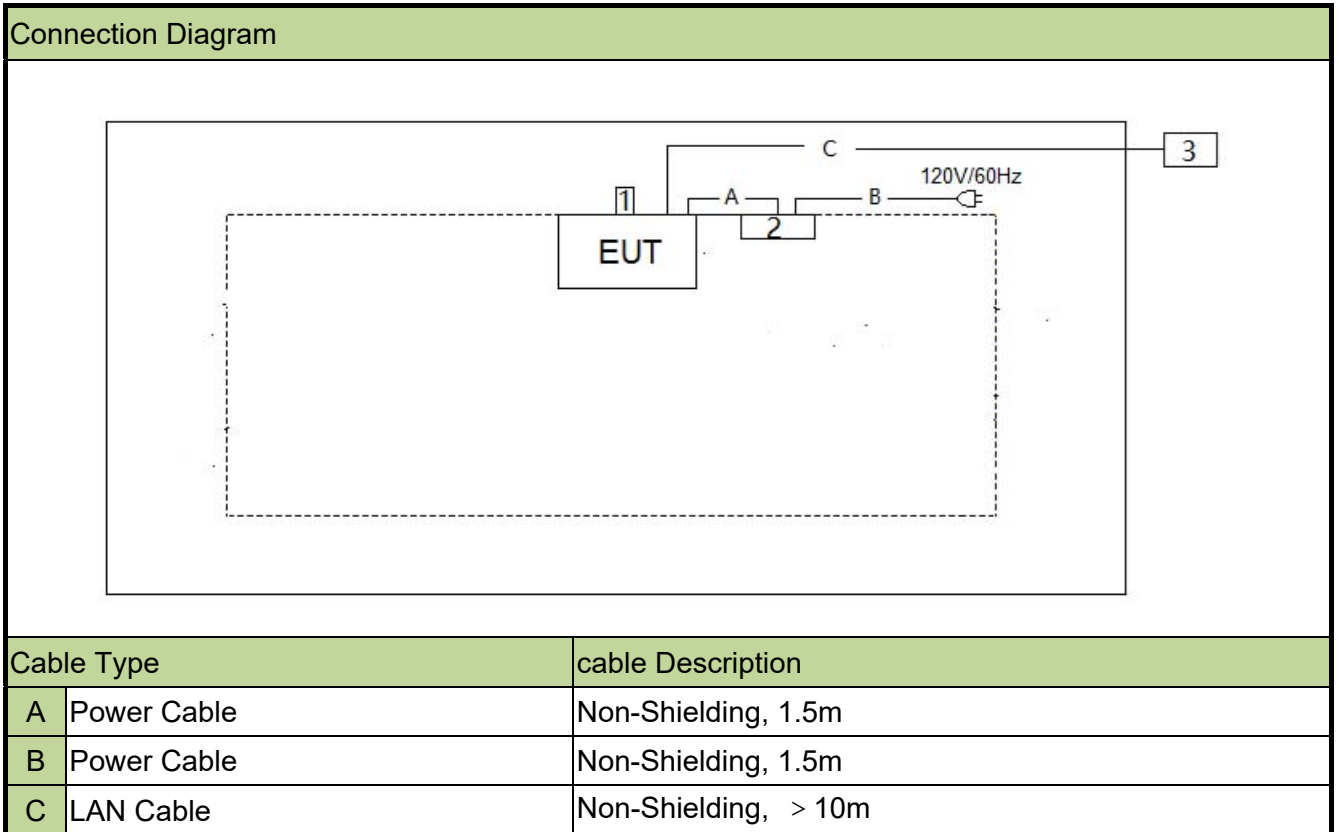 Connection Diagram
C
3
120V/60Hz
1
A
B
2
EUT
Cable Type cable Description
A Power Cable Non-Shielding, 1.5m
B Power Cable Non-Shielding, 1.5m
C LAN Cable Non-Shielding, ﹥10m